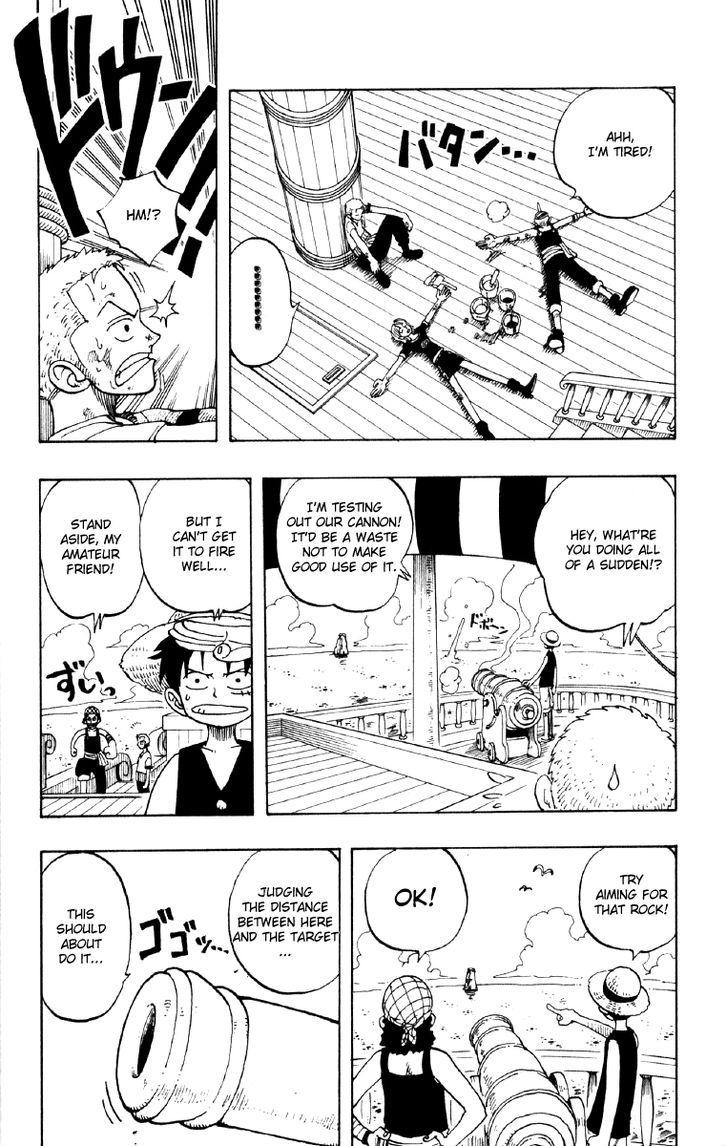 AHH,
I'M TIRED!
バタン…
………
ドゥーン
HM!?
HEY, WHAT'RE
YOU DOING ALL
OF A SUDDEN!?
I'M TESTING
OUT OUR CANNON!
IT'D BE A WASTE
NOT TO MAKE
GOOD USE OF IT.
ドボーン
BUT I
CAN'T GET
IT TO FIRE
WELL...
STAND
ASIDE, MY
AMATEUR
FRIEND!
ずいっ
TRY
AIMING FOR
THAT ROCK!
OK!
JUDGING
THE DISTANCE
BETWEEN HERE
AND THE TARGET
...
ゴゴッ…
THIS
SHOULD
ABOUT
DO IT...